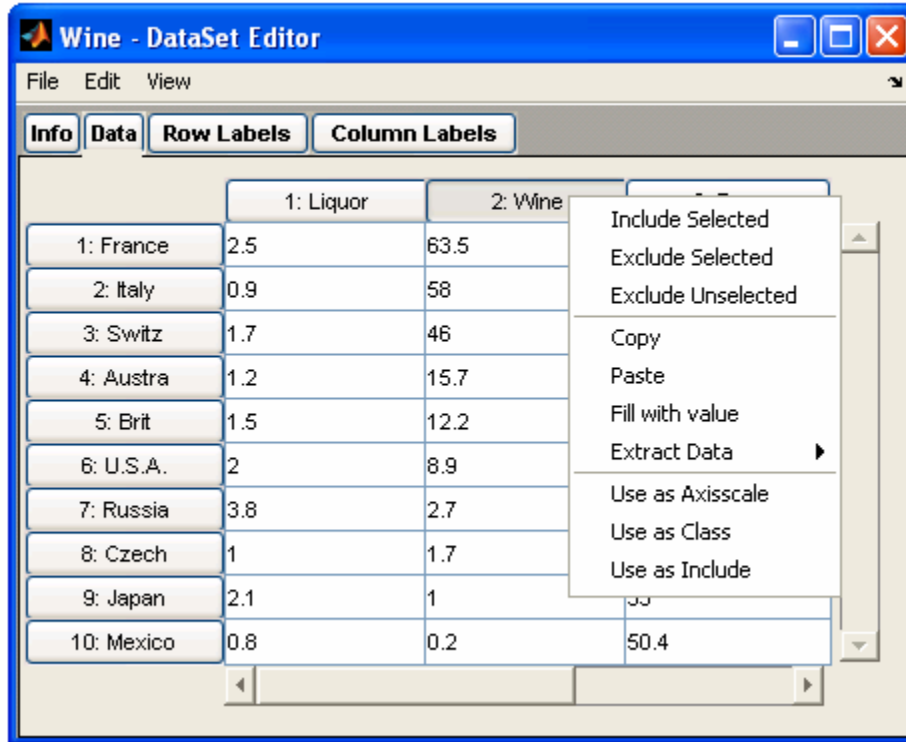 Wine - DataSet Editor
File Edit View
Info Data Row Labels Column Labels
1: Liquor 2: Wine
1: France 2.5 63.5
2: Italy 0.9 58
3: Switz 1.7 46
4: Austra 1.2 15.7
5: Brit 1.5 12.2
6: U.S.A. 2 8.9
7: Russia 3.8 2.7
8: Czech 1 1.7
9: Japan 2.1 1
10: Mexico 0.8 0.2 50.4
Include Selected
Exclude Selected
Exclude Unselected
Copy
Paste
Fill with value
Extract Data
Use as Axisscale
Use as Class
Use as Include